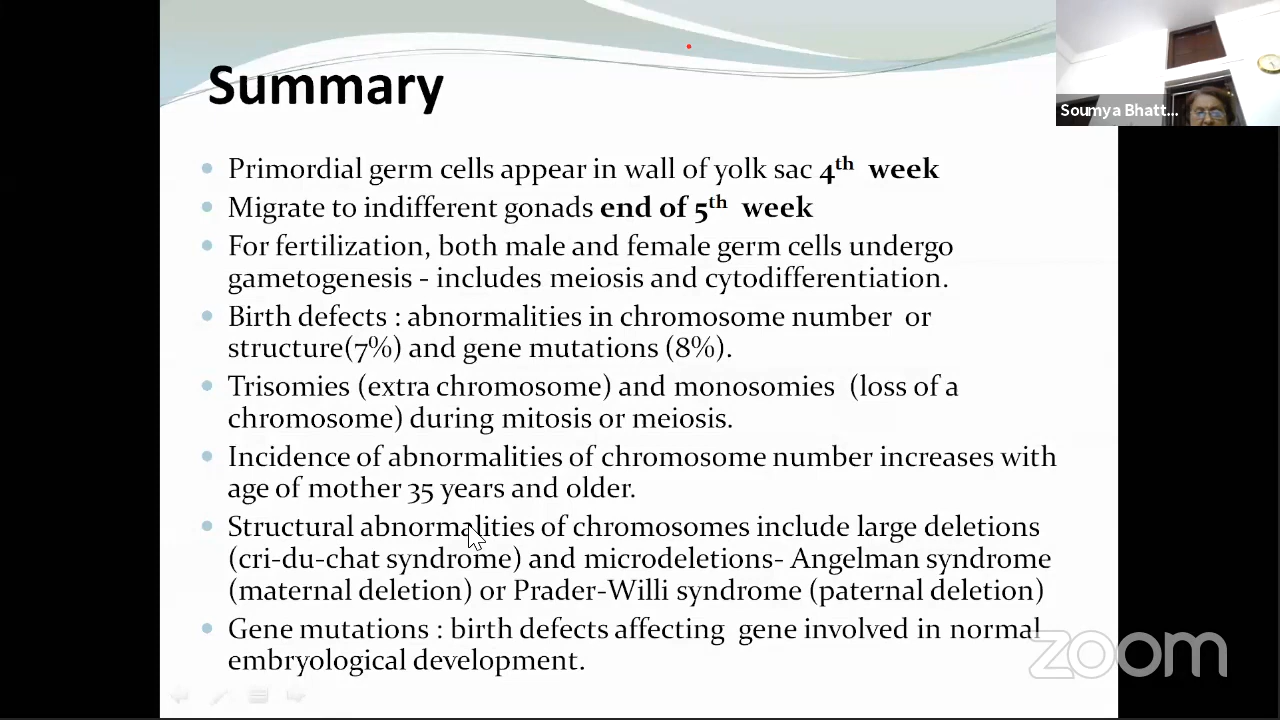 Summary
Soumya Bhatt...
Primordial germ cells appear in wall of yolk sac 4th week
Migrate to indifferent gonads end of 5th week
For fertilization, both male and female germ cells undergo
gametogenesis - includes meiosis and cytodifferentiation.
Birth defects : abnormalities in chromosome number or
structure(7%) and gene mutations (8%).
Trisomies (extra chromosome) and monosomies (loss of a
chromosome) during mitosis or meiosis.
Incidence of abnormalities of chromosome number increases with
age of mother 35 years and older.
Structural abnormalities of chromosomes include large deletions
(cri-du-chat syndrome) and microdeletions- Angelman syndrome
(maternal deletion) or Prader-Willi syndrome (paternal deletion)
Gene mutations : birth defects affecting gene involved in normal
embryological development.
zoom